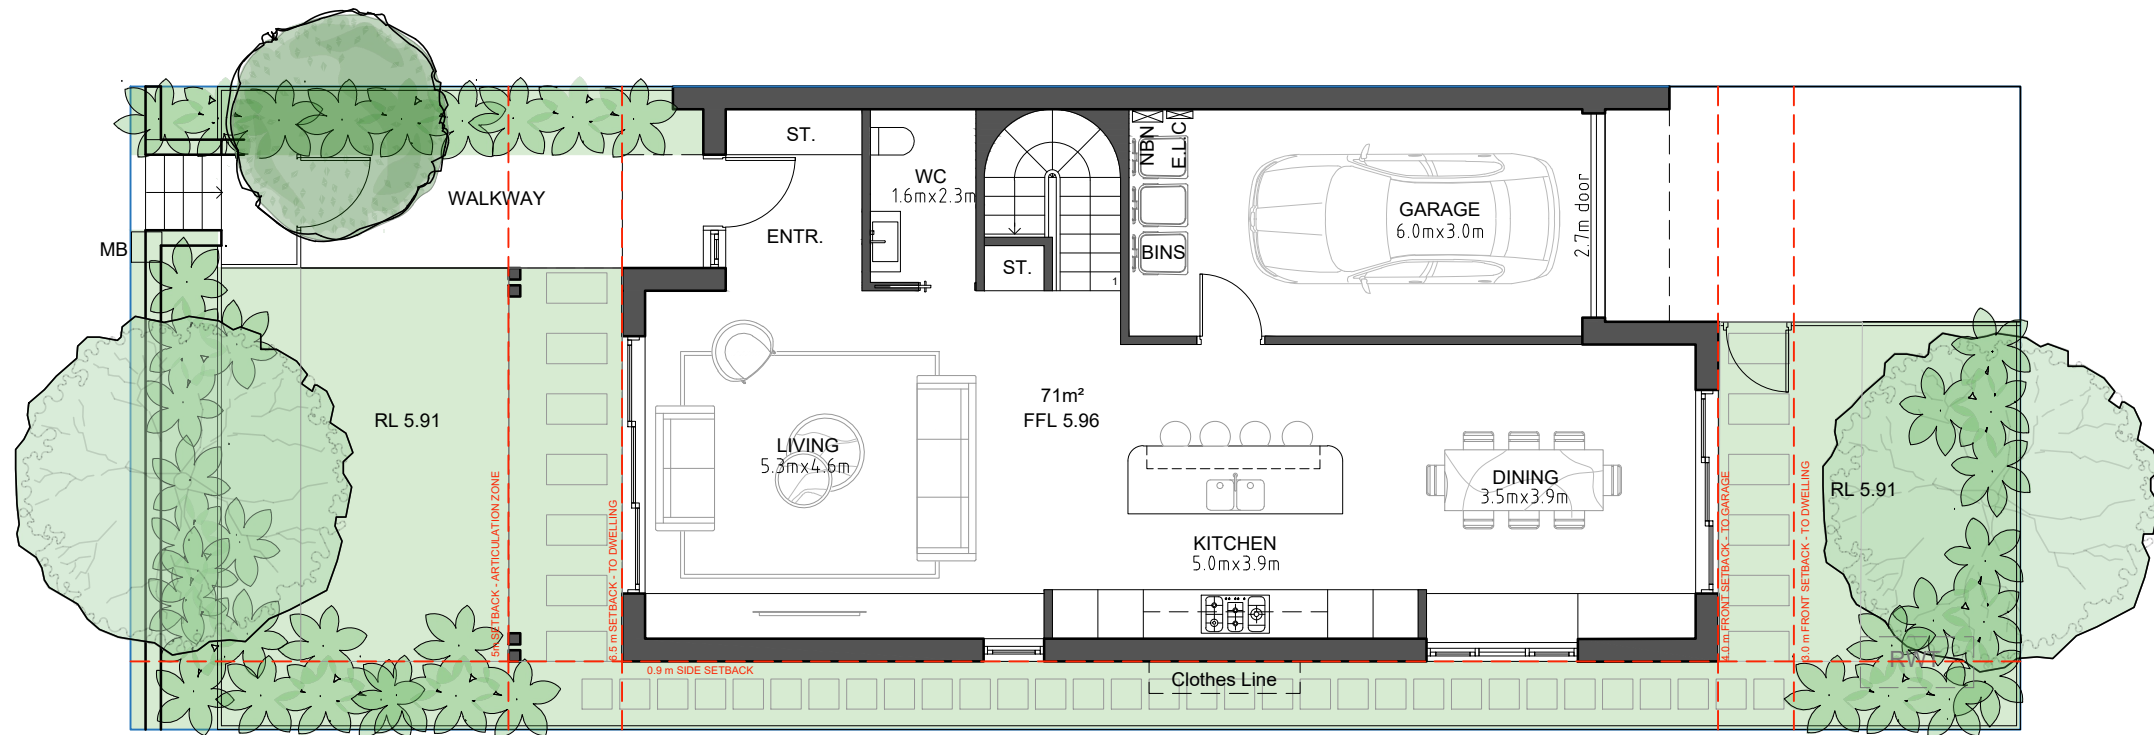 ST.
NBN
E.L.C
WC
1.6mx2.3m
WALKWAY
GARAGE
6.0mx3.0m
2.7m door
ENTR.
MB
BINS
ST.
1
71m²
FFL 5.96
RL 5.91
LIVING
5.3mx4.6m
DINING
3.5mx3.9m
RL 5.91
KITCHEN
5.0mx3.9m
5m SETBACK - ARTICULATION ZONE
6.5 m SETBACK - TO DWELLING
4.0 m FRONT SETBACK - TO GARAGE
3.0 m FRONT SETBACK - TO DWELLING
RWT
0.9 m SIDE SETBACK
Clothes Line